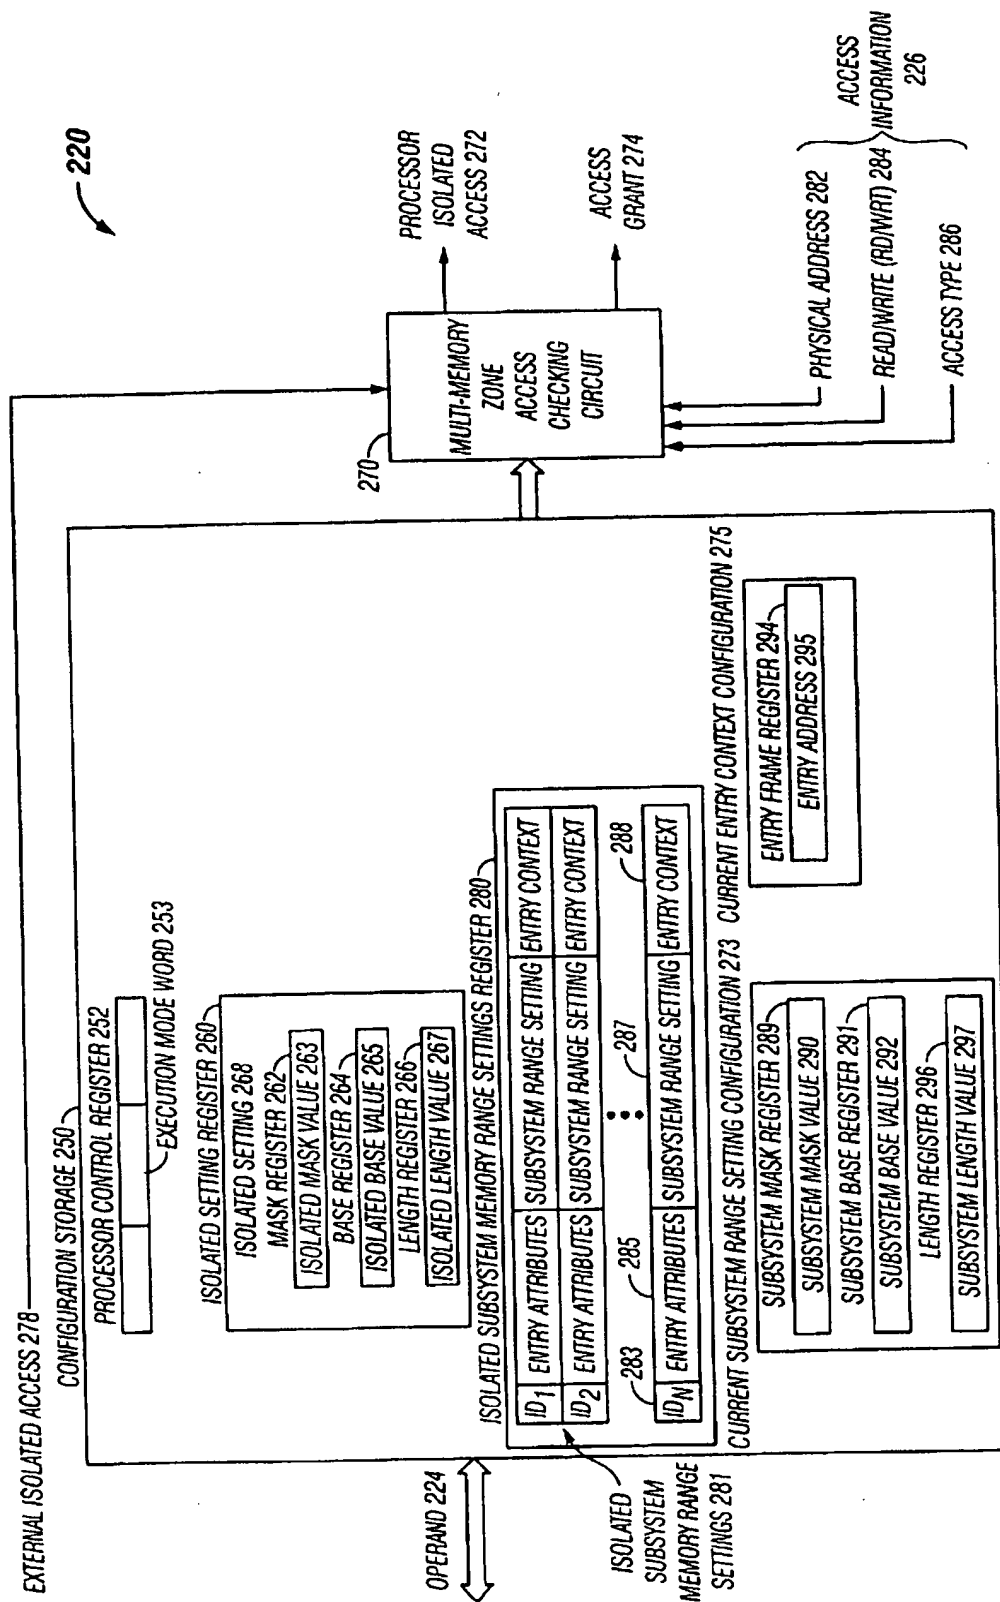 220
EXTERNAL ISOLATED ACCESS 278
CONFIGURATION STORAGE 250
PROCESSOR CONTROL REGISTER 252
EXECUTION MODE WORD 253
ISOLATED SETTING REGISTER 260
ISOLATED SETTING 268
MASK REGISTER 262
ISOLATED MASK VALUE 263
BASE REGISTER 264
ISOLATED BASE VALUE 265
LENGTH REGISTER 266
ISOLATED LENGTH VALUE 267
OPERAND 224
ISOLATED SUBSYSTEM MEMORY RANGE SETTINGS REGISTER 280
ID1 ENTRY ATTRIBUTES SUBSYSTEM RANGE SETTING ENTRY CONTEXT
ID2 ENTRY ATTRIBUTES SUBSYSTEM RANGE SETTING ENTRY CONTEXT
283 285 287 288
IDN ENTRY ATTRIBUTES SUBSYSTEM RANGE SETTING ENTRY CONTEXT
ISOLATED
SUBSYSTEM
MEMORY RANGE
SETTINGS 281
CURRENT SUBSYSTEM RANGE SETTING CONFIGURATION 273
SUBSYSTEM MASK REGISTER 289
SUBSYSTEM MASK VALUE 290
SUBSYSTEM BASE REGISTER 291
SUBSYSTEM BASE VALUE 292
LENGTH REGISTER 296
SUBSYSTEM LENGTH VALUE 297
CURRENT ENTRY CONTEXT CONFIGURATION 275
ENTRY FRAME REGISTER 294
ENTRY ADDRESS 295
270
MULTI-MEMORY
ZONE
ACCESS
CHECKING
CIRCUIT
PROCESSOR
ISOLATED
ACCESS 272
ACCESS
GRANT 274
PHYSICAL ADDRESS 282
READ/WRITE (RD/WRT) 284
ACCESS TYPE 286
ACCESS
INFORMATION
226